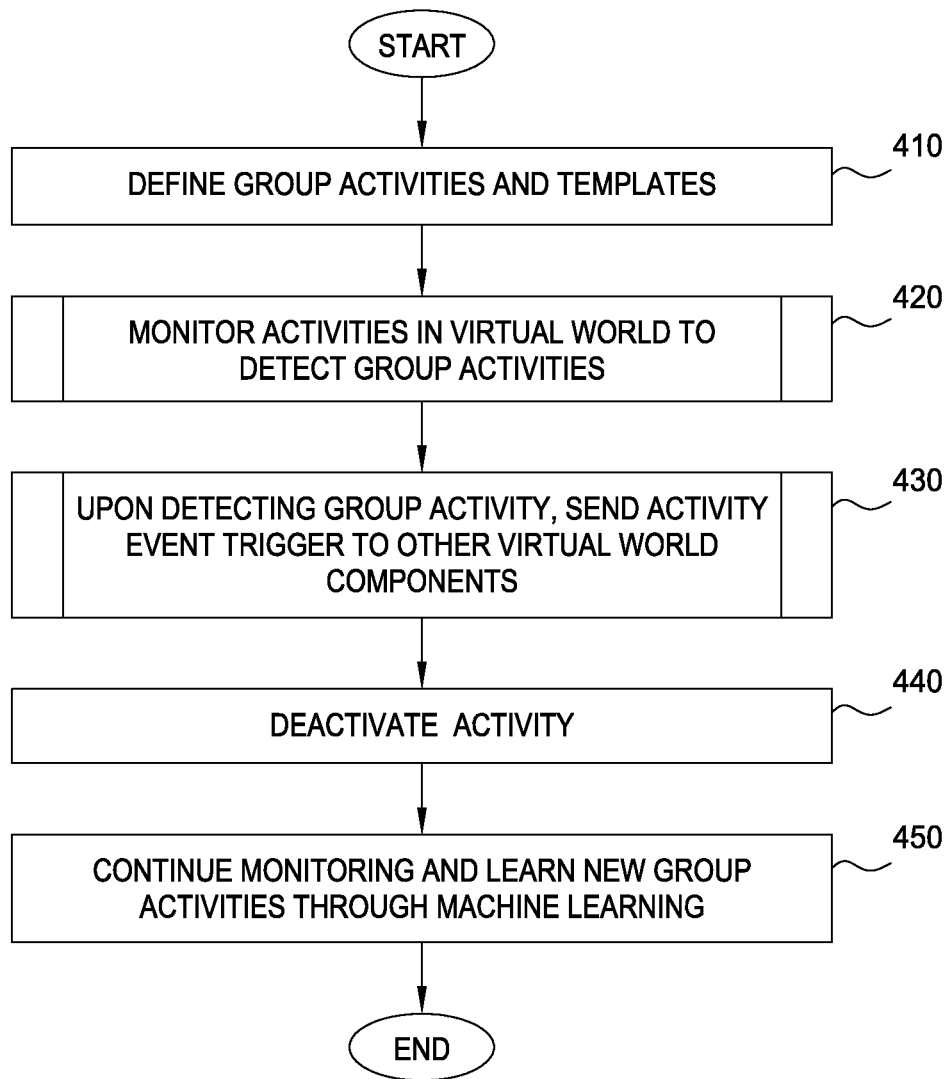 START
410
DEFINE GROUP ACTIVITIES AND TEMPLATES
420
MONITOR ACTIVITIES IN VIRTUAL WORLD TO
DETECT GROUP ACTIVITIES
430
UPON DETECTING GROUP ACTIVITY, SEND ACTIVITY
EVENT TRIGGER TO OTHER VIRTUAL WORLD
COMPONENTS
440
DEACTIVATE ACTIVITY
450
CONTINUE MONITORING AND LEARN NEW GROUP
ACTIVITIES THROUGH MACHINE LEARNING
END